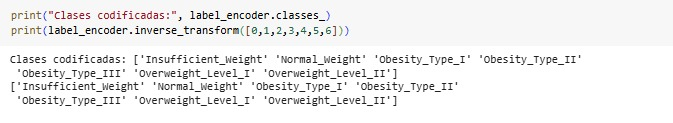 print("Clases codificadas:", label_encoder.classes_)
print(label_encoder.inverse_transform([0,1,2,3,4,5,6]))
Clases codificadas: ['Insufficient_Weight' 'Normal_Weight' 'Obesity_Type_I' 'Obesity_Type_II'
 'Obesity_Type_III' 'Overweight_Level_I' 'Overweight_Level_II']
['Insufficient_Weight' 'Normal_Weight' 'Obesity_Type_I' 'Obesity_Type_II'
 'Obesity_Type_III' 'Overweight_Level_I' 'Overweight_Level_II']